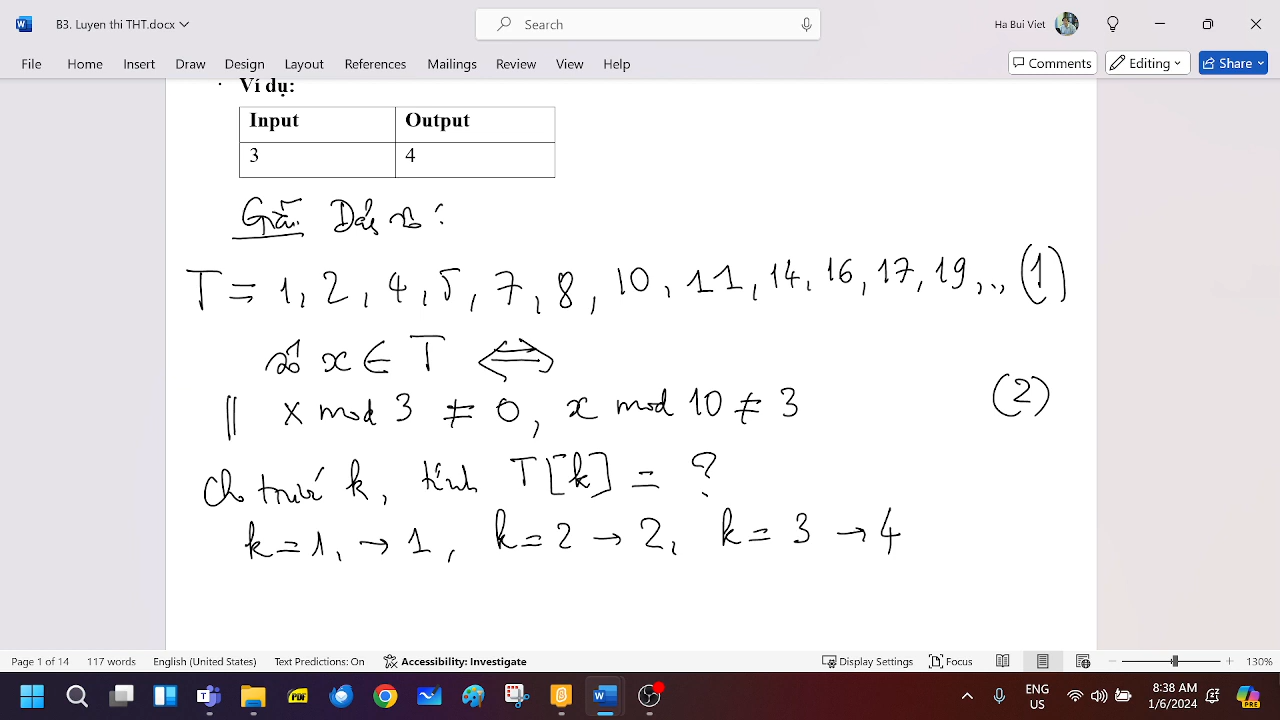 B3. Luyen thi THT.docx
Search
Ha Bui Viet
File Home Insert Draw Design Layout References Mailings Review View Help
Comments Editing Share
· Ví dụ:
Input Output
3 4
Giải. Dãy số:
T = 1, 2, 4, 5, 7, 8, 10, 11, 14, 16, 17, 19, .., (1)
số x ∈ T ⟺
|| x mod 3 ≠ 0, x mod 10 ≠ 3 (2)
Cho trước k, tính T[k] = ?
k = 1, → 1, k = 2 → 2, k = 3 → 4
Page 1 of 14 117 words English (United States) Text Predictions: On Accessibility: Investigate Display Settings Focus 130%
ENG
US
8:38 AM
1/6/2024
PDF
PRE